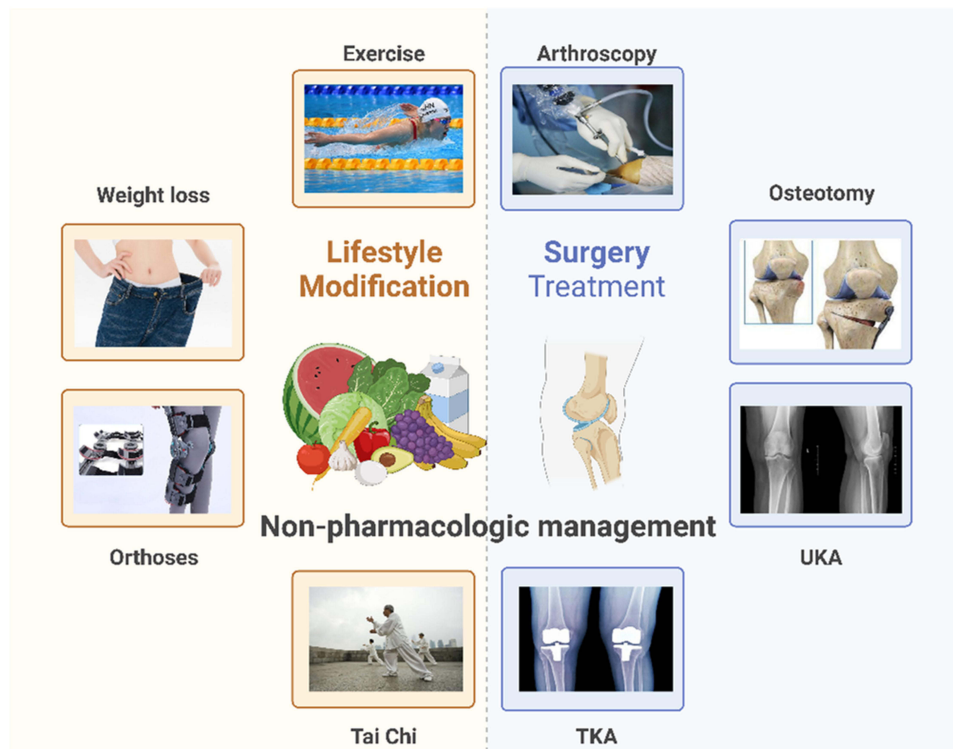 Exercise
Arthroscopy
Weight loss
Osteotomy
Lifestyle
Modification
Surgery
Treatment
Non-pharmacologic management
Orthoses
UKA
Tai Chi
TKA